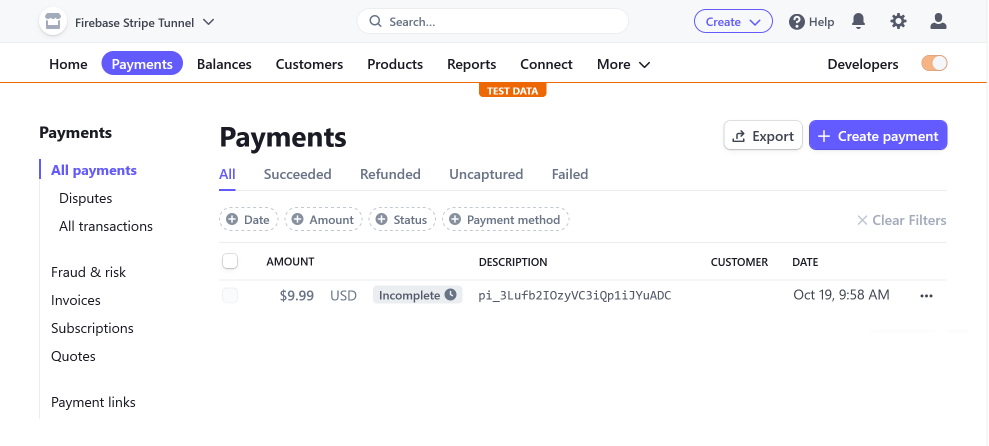 Firebase Stripe Tunnel
Search...
Create
Help
Home Payments Balances Customers Products Reports Connect More Developers
TEST DATA
Payments
All payments
Disputes
All transactions
Fraud & risk
Invoices
Subscriptions
Quotes
Payment links
Payments
Export
Create payment
All Succeeded Refunded Uncaptured Failed
Date Amount Status Payment method Clear Filters
AMOUNT DESCRIPTION CUSTOMER DATE
$9.99 USD Incomplete pi_3Lufb2IOzyVC3iQp1iJYuADC Oct 19, 9:58 AM